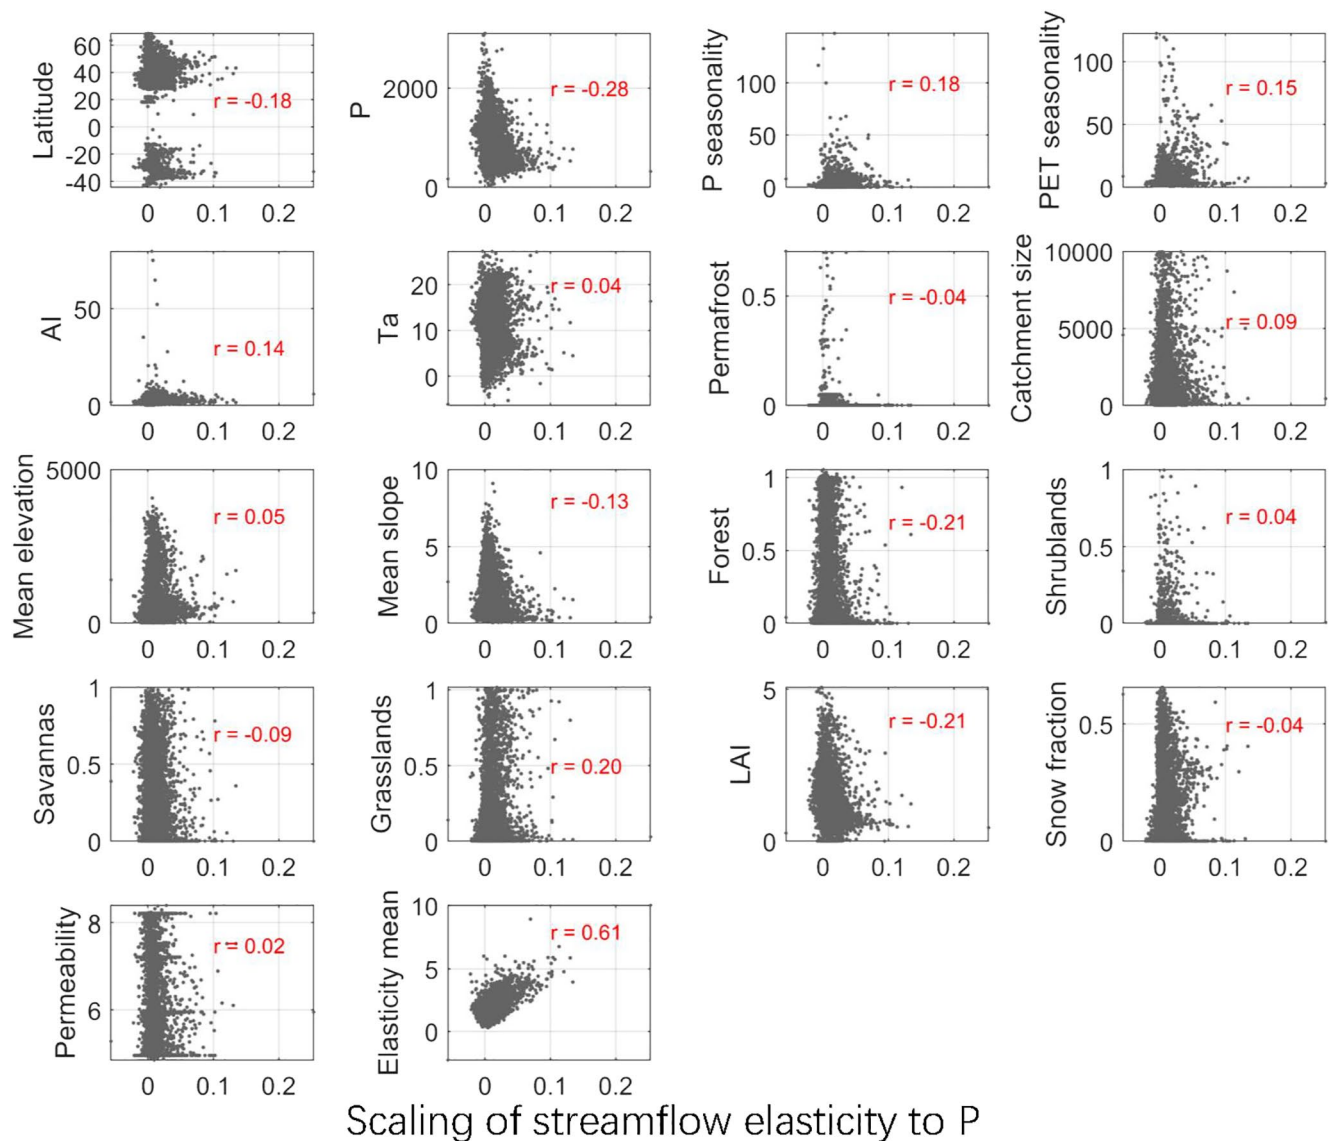 Latitude
60
40
20
0
-20
-40
r = -0.18
0 0.1 0.2
P
2000
0
r = -0.28
0 0.1 0.2
P seasonality
100
50
0
r = 0.18
0 0.1 0.2
PET seasonality
100
50
0
r = 0.15
0 0.1 0.2
AI
50
0
r = 0.14
0 0.1 0.2
Ta
20
10
0
r = 0.04
0 0.1 0.2
Permafrost
0.5
0
r = -0.04
0 0.1 0.2
Catchment size
10000
5000
0
r = 0.09
0 0.1 0.2
Mean elevation
5000
0
r = 0.05
0 0.1 0.2
Mean slope
10
5
0
r = -0.13
0 0.1 0.2
Forest
1
0.5
0
r = -0.21
0 0.1 0.2
Shrublands
1
0.5
0
r = 0.04
0 0.1 0.2
Savannas
1
0.5
0
r = -0.09
0 0.1 0.2
Grasslands
1
0.5
0
r = 0.20
0 0.1 0.2
LAI
5
0
r = -0.21
0 0.1 0.2
Snow fraction
0.5
0
r = -0.04
0 0.1 0.2
Permeability
8
6
r = 0.02
0 0.1 0.2
Elasticity mean
10
5
0
r = 0.61
0 0.1 0.2
Scaling of streamflow elasticity to P